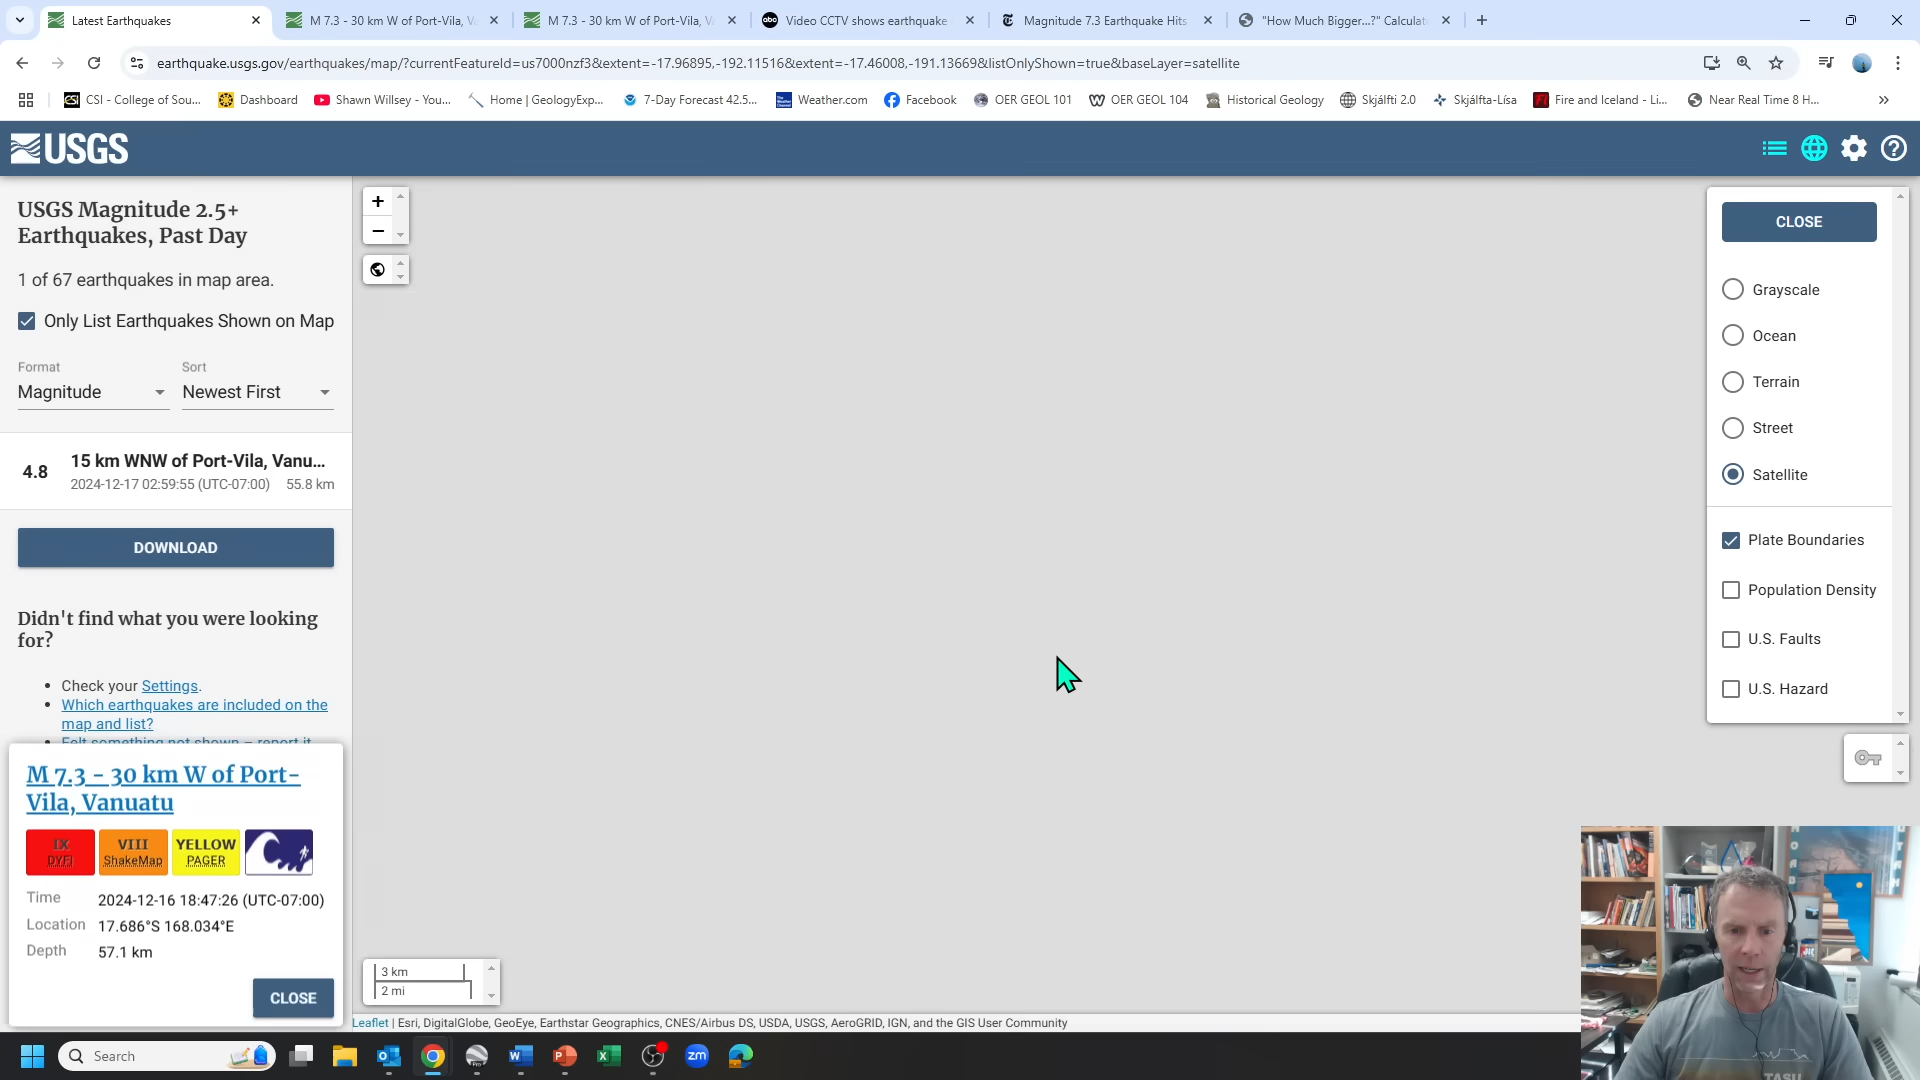 Latest Earthquakes
M 7.3 - 30 km W of Port-Vila, V
M 7.3 - 30 km W of Port-Vila, V
Video CCTV shows earthquake
Magnitude 7.3 Earthquake Hits
"How Much Bigger...?" Calculat
earthquake.usgs.gov/earthquakes/map/?currentFeatureId=us7000nzf3&extent=-17.96895,-192.11516&extent=-17.46008,-191.13669&listOnlyShown=true&baseLayer=satellite
CSI - College of Sou...
Dashboard
Shawn Willsey - You...
Home | GeologyExp...
7-Day Forecast 42.5...
Weather.com
Facebook
OER GEOL 101
OER GEOL 104
Historical Geology
Skjálfti 2.0
Skjálfta-Lísa
Fire and Iceland - Li...
Near Real Time 8 H...
USGS
USGS Magnitude 2.5+
Earthquakes, Past Day
1 of 67 earthquakes in map area.
Only List Earthquakes Shown on Map
Format
Sort
Magnitude
Newest First
4.8
15 km WNW of Port-Vila, Vanu...
2024-12-17 02:59:55 (UTC-07:00)
55.8 km
DOWNLOAD
Didn't find what you were looking
for?
Check your Settings.
Which earthquakes are included on the
map and list?
Felt something not shown – report it
M 7.3 - 30 km W of Port-
Vila, Vanuatu
IX
DYFI
VIII
ShakeMap
YELLOW
PAGER
Time
2024-12-16 18:47:26 (UTC-07:00)
Location
17.686°S 168.034°E
Depth
57.1 km
CLOSE
+
−
3 km
2 mi
Leaflet | Esri, DigitalGlobe, GeoEye, Earthstar Geographics, CNES/Airbus DS, USDA, USGS, AeroGRID, IGN, and the GIS User Community
CLOSE
Grayscale
Ocean
Terrain
Street
Satellite
Plate Boundaries
Population Density
U.S. Faults
U.S. Hazard
Search
zm
TASU